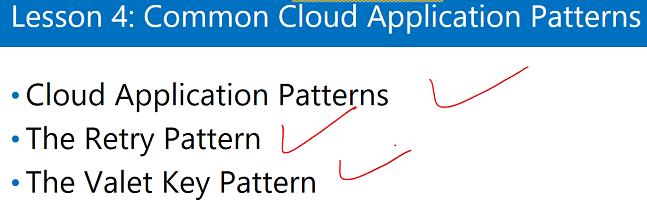 Lesson 4: Common Cloud Application Patterns
• Cloud Application Patterns
• The Retry Pattern
• The Valet Key Pattern